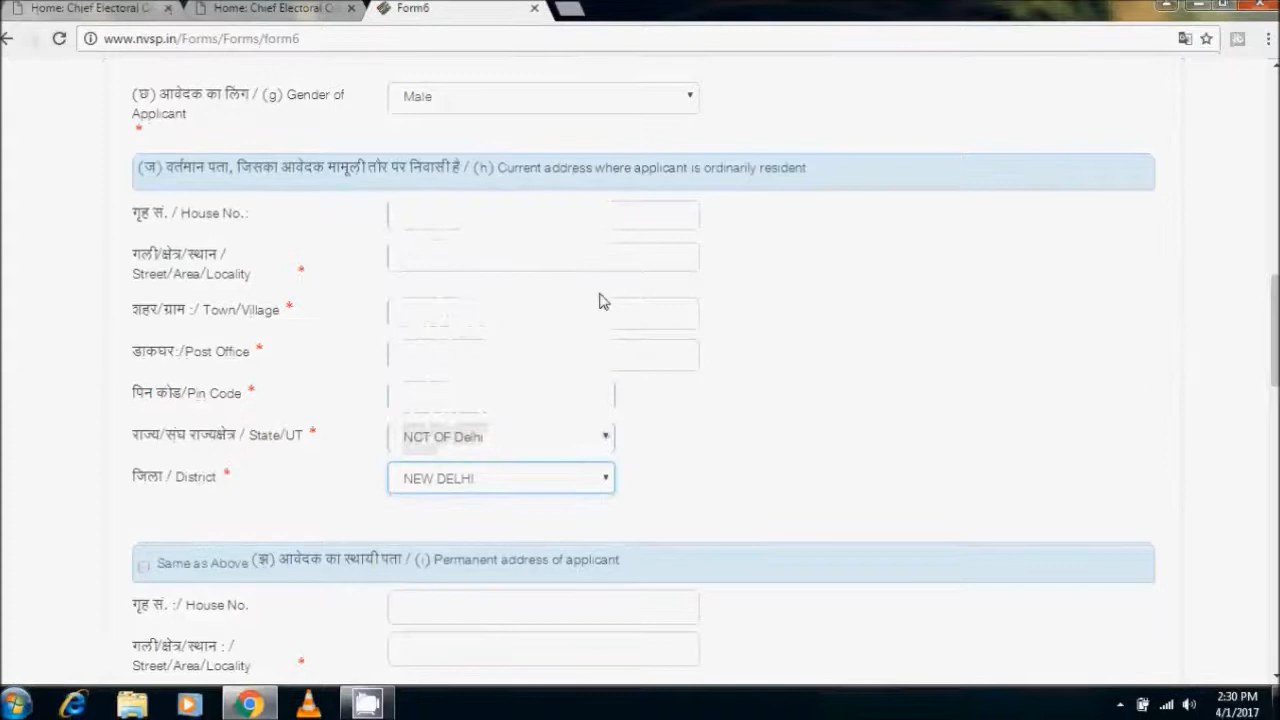 Home: Chief Electoral O
Home: Chief Electoral O
Form6
www.nvsp.in/Forms/Forms/form6
(छ) आवेदक का लिंग / (g) Gender of
Applicant
*
Male
(ज) वर्तमान पता, जिसका आवेदक मामूली तौर पर निवासी है / (h) Current address where applicant is ordinarily resident
गृह सं. / House No.:
गली/क्षेत्र/स्थान /
Street/Area/Locality *
शहर/ग्राम :/ Town/Village *
डाकघर:/Post Office *
पिन कोड/Pin Code *
राज्य/संघ राज्यक्षेत्र / State/UT *
NCT OF Delhi
जिला / District *
NEW DELHI
Same as Above (झ) आवेदक का स्थायी पता / (i) Permanent address of applicant
गृह सं. :/ House No.
गली/क्षेत्र/स्थान : /
Street/Area/Locality *
2:30 PM
4/1/2017